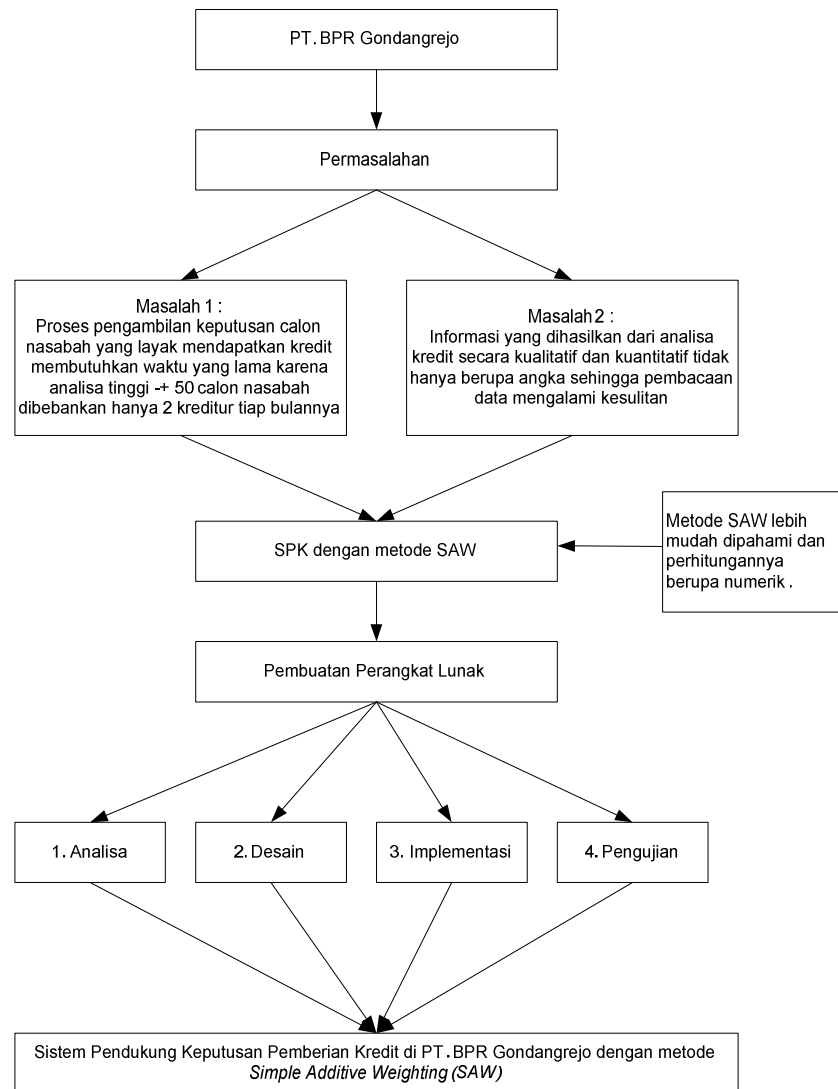 PT. BPR Gondangrejo
Permasalahan
Masalah 1 :
Proses pengambilan keputusan calon
nasabah yang layak mendapatkan kredit
membutuhkan waktu yang lama karena
analisa tinggi -+ 50 calon nasabah
dibebankan hanya 2 kreditur tiap bulannya
Masalah 2 :
Informasi yang dihasilkan dari analisa
kredit secara kualitatif dan kuantitatif tidak
hanya berupa angka sehingga pembacaan
data mengalami kesulitan
SPK dengan metode SAW
Metode SAW lebih
mudah dipahami dan
perhitungannya
berupa numerik .
Pembuatan Perangkat Lunak
1. Analisa
2. Desain
3. Implementasi
4. Pengujian
Sistem Pendukung Keputusan Pemberian Kredit di PT. BPR Gondangrejo dengan metode
Simple Additive Weighting (SAW)